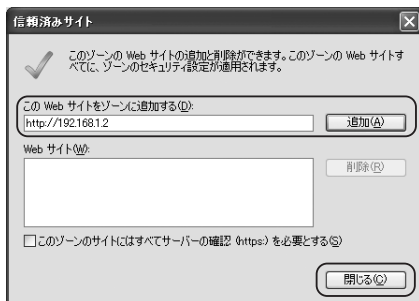 信頼済みサイト
このゾーンの Web サイトの追加と削除ができます。このゾーンの Web サイトす
べてに、ゾーンのセキュリティ設定が適用されます。
この Web サイトをゾーンに追加する(D):
http://192.168.1.2
追加(A)
Web サイト(W):
削除(R)
このゾーンのサイトにはすべてサーバーの確認 (https:) を必要とする(S)
閉じる(C)